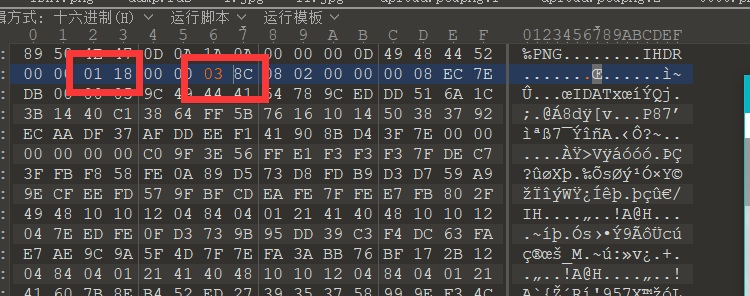 辑方式: 十六进制(H) ∨ 运行脚本 ∨ 运行模板 ∨
0 1 2 3 4 5 6 7 8 9 A B C D E F 0123456789ABCDEF
89 50 4E 47 0D 0A 1A 0A 00 00 00 0D 49 48 44 52 ‰PNG........IHDR
00 00 01 18 00 00 03 8C 08 02 00 00 00 08 EC 7E .......Œ......ì~
DB 00 00 9C 49 44 41 54 78 9C ED DD 51 6A 1C Û...œIDATxœíÝQj.
3B 14 40 C1 38 64 FF 5B 76 16 10 14 50 38 37 92 ;.@Á8dÿ[v...P87’
EC AA DF 37 AF DD EE F1 41 90 8B D4 3F 7E 00 00 ìªß7¯ÝîñA.‹Ô?~..
00 00 00 00 C0 9F 3E 56 FF E1 F3 F3 F3 7F DE C7 ....ÀŸ>Vÿáóóó.ÞÇ
3F FB F8 58 FE 0A 89 D5 73 D8 FD B9 D3 D7 59 A9 ?ûøXþ.‰ÕsØý¹Ó×Y©
9E CF EE FD 57 9F BF CD EA FE 7F FE E7 FB 80 2F žÏîýWŸ¿Íêþ.þçû€/
49 48 10 10 12 04 84 04 01 21 41 40 48 10 10 12 IH....„..!A@H...
04 7E ED FE 0F D3 73 9B 95 DD 39 C3 F4 DC 63 FA .~íþ.Ós›•Ý9ÃôÜcú
E7 AE 9C 9A 5F 4D 7F 7E FA 3A BB 76 BF 17 2B 12 ç®œš_M.~ú:»v¿.+.
04 84 04 01 21 41 40 48 10 10 12 04 84 04 01 21 .„..!A@H....„..!